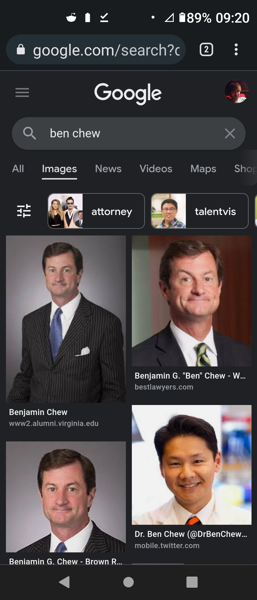 89% 09:20
google.com/search?c
2
Google
ben chew
All Images News Videos Maps Shop
attorney
talentvis
Benjamin Chew
www2.alumni.virginia.edu
Benjamin G. "Ben" Chew - W...
bestlawyers.com
Dr. Ben Chew (@DrBenChew...
mobile.twitter.com
Benjamin G. Chew - Brown R...